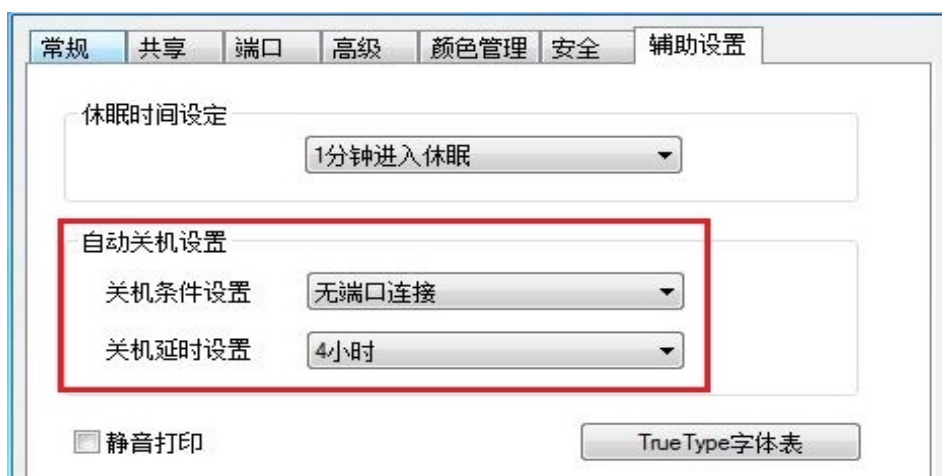 常规 共享 端口 高级 颜色管理 安全 辅助设置
休眠时间设定
1分钟进入休眠
自动关机设置
关机条件设置 无端口连接
关机延时设置 4小时
静音打印 TrueType字体表